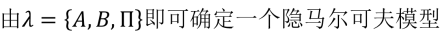 由λ = {A, B, Π}即可确定一个隐马尔可夫模型